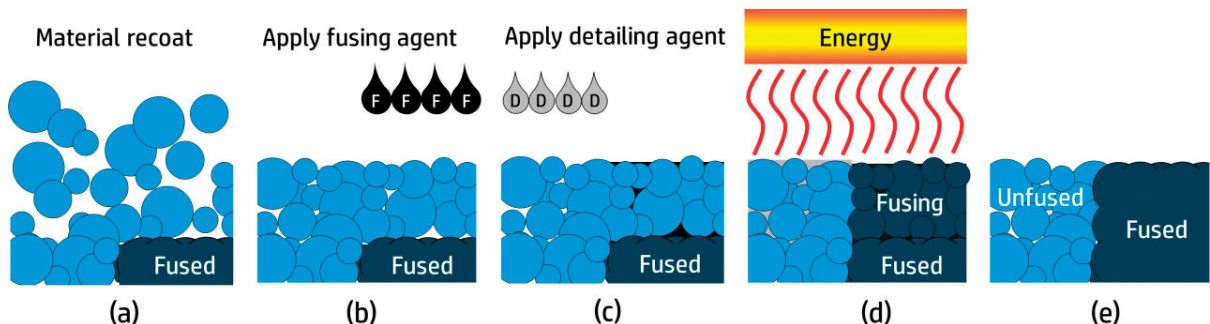 Material recoat
Apply fusing agent
Apply detailing agent
Energy
F F F F
D D D D
Fused
Fused
Fused
Fusing
Fused
Unfused
Fused
(a)
(b)
(c)
(d)
(e)